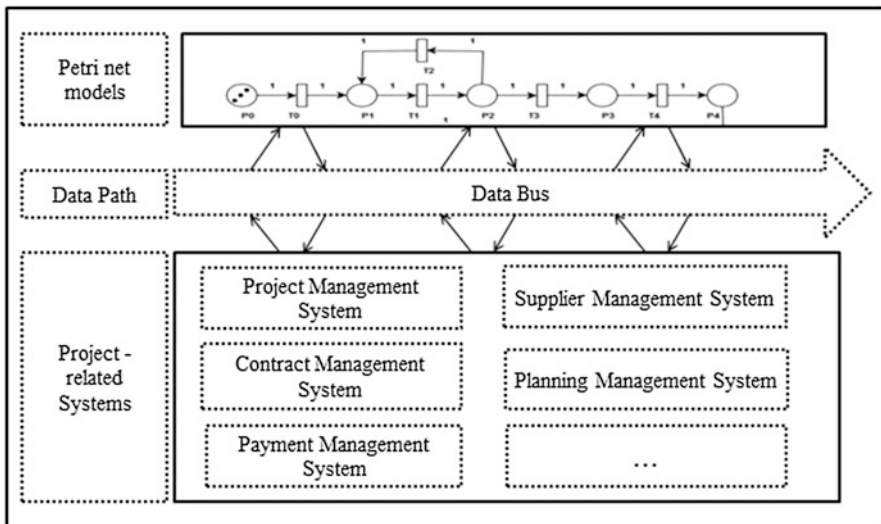 Petri net
models
1
1
T2
1
1
1
1
1
1
1
1
P0
T0
P1
T1
1
P2
T3
P3
T4
P4
Data Path
Data Bus
Project -
related
Systems
Project Management
System
Supplier Management System
Contract Management
System
Planning Management System
Payment Management
System
...